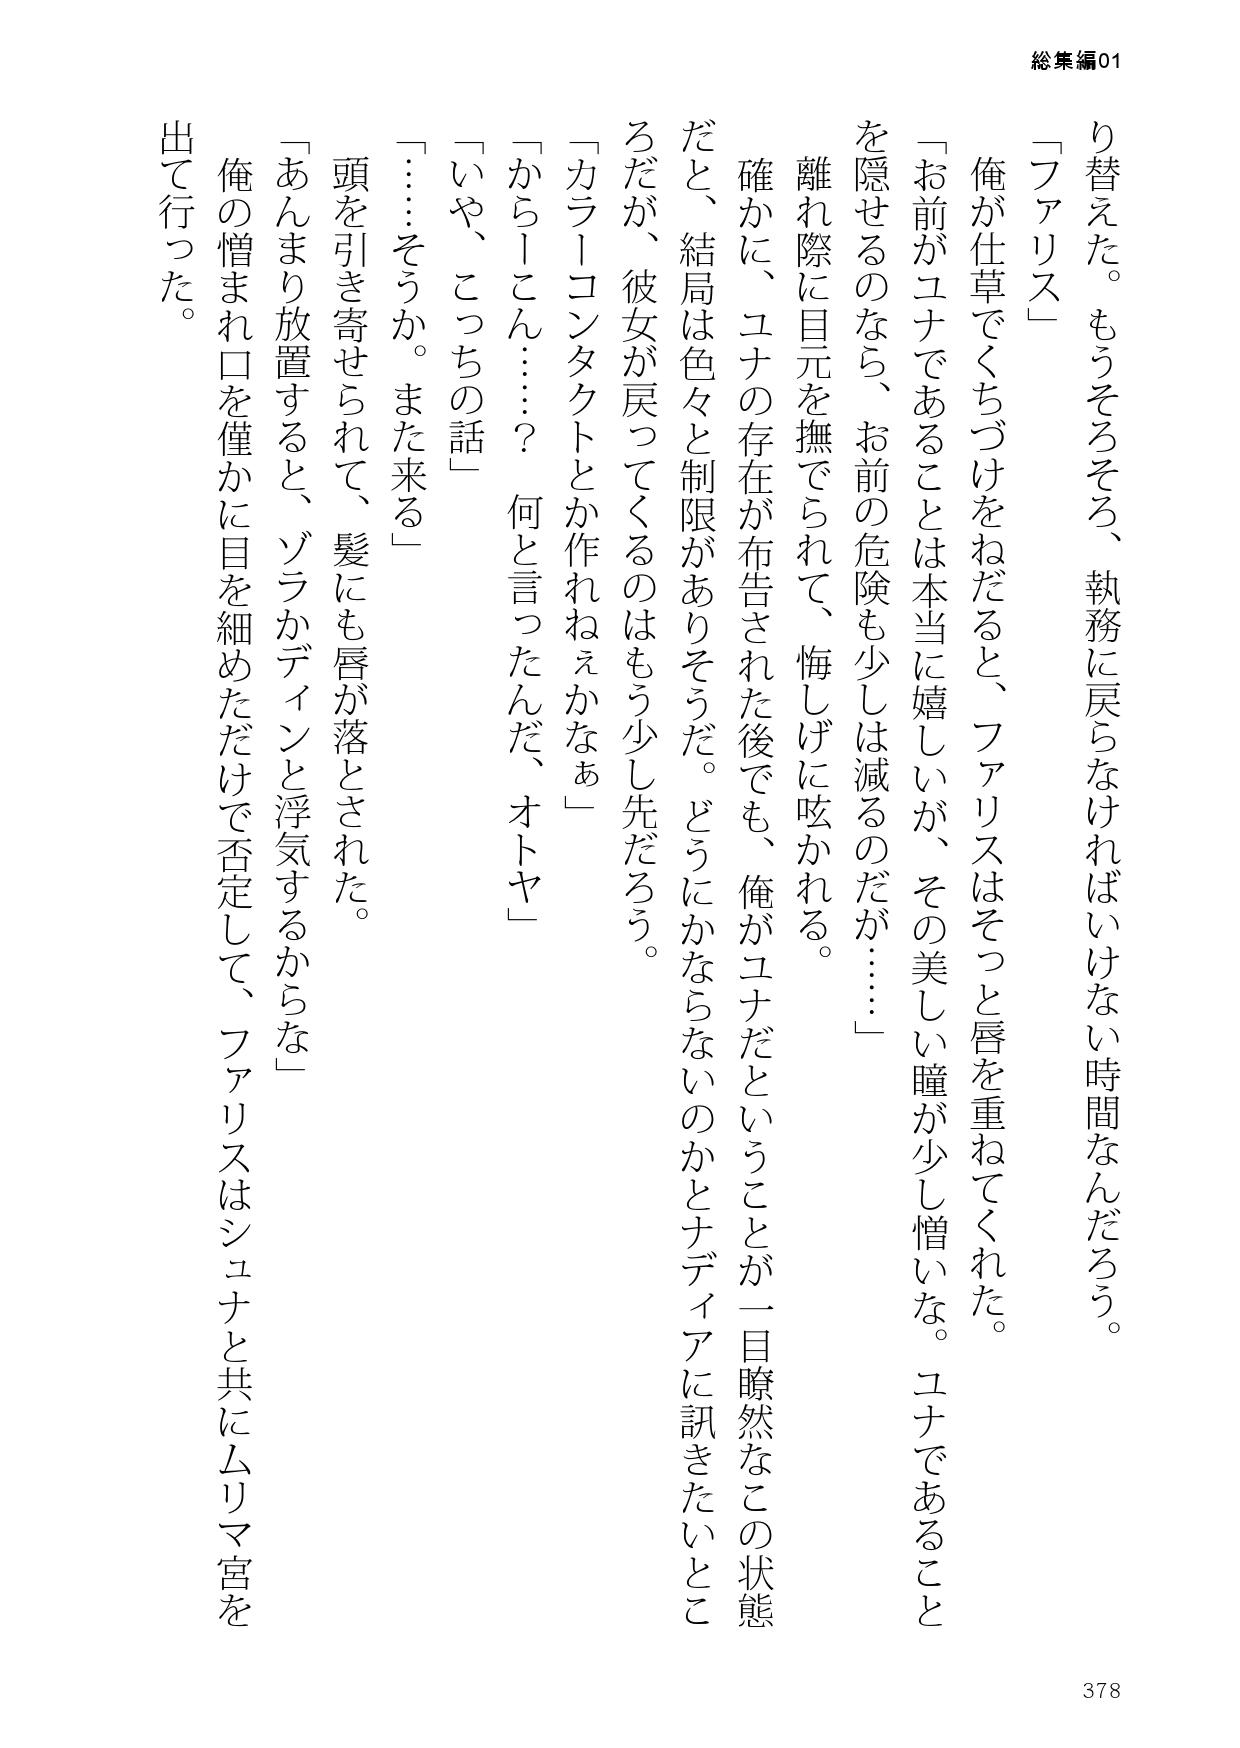 総集編01
り替えた。もうそろそろ、執務に戻らなければいけない時間なんだろう。
「ファリス」
　俺が仕草でくちづけをねだると、ファリスはそっと唇を重ねてくれた。
「お前がユナであることは本当に嬉しいが、その美しい瞳が少し憎いな。ユナであること
を隠せるのなら、お前の危険も少しは減るのだが……」
　離れ際に目元を撫でられて、悔しげに呟かれる。
　確かに、ユナの存在が布告された後でも、俺がユナだということが一目瞭然なこの状態
だと、結局は色々と制限がありそうだ。どうにかならないのかとナディアに訊きたいとこ
ろだが、彼女が戻ってくるのはもう少し先だろう。
「カラーコンタクトとか作れねぇかなぁ」
「からーこん……？　何と言ったんだ、オトヤ」
「いや、こっちの話」
「……そうか。また来る」
　頭を引き寄せられて、髪にも唇が落とされた。
「あんまり放置すると、ゾラかディンと浮気するからな」
　俺の憎まれ口を僅かに目を細めただけで否定して、ファリスはシュナと共にムリマ宮を
出て行った。
378